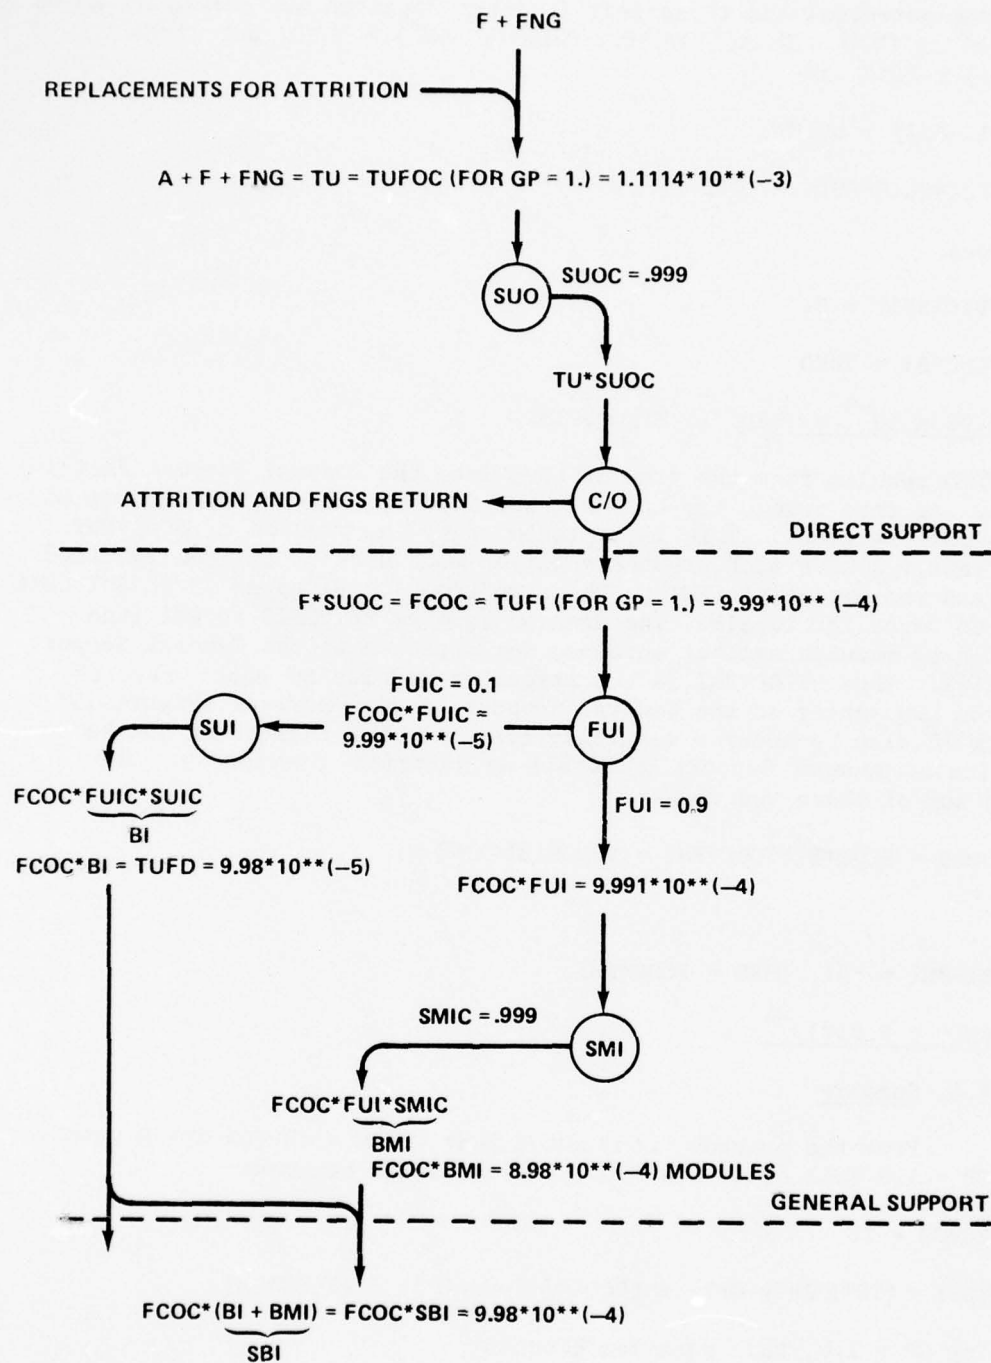 F + FNG
REPLACEMENTS FOR ATTRITION
A + F + FNG = TU = TUFOC (FOR GP = 1.) = 1.1114*10**(–3)
SUOC = .999
SUO
TU*SUOC
ATTRITION AND FNGS RETURN
C/O
DIRECT SUPPORT
F*SUOC = FCOC = TUFI (FOR GP = 1.) = 9.99*10** (–4)
FUIC = 0.1
SUI
FCOC*FUIC =
9.99*10**(–5)
FUI
FCOC*FUIC*SUIC
BI
FUI = 0.9
FCOC*BI = TUFD = 9.98*10**(–5)
FCOC*FUI = 9.991*10**(–4)
SMIC = .999
SMI
FCOC*FUI*SMIC
BMI
FCOC*BMI = 8.98*10**(–4) MODULES
GENERAL SUPPORT
FCOC*(BI + BMI) = FCOC*SBI = 9.98*10**(–4)
SBI